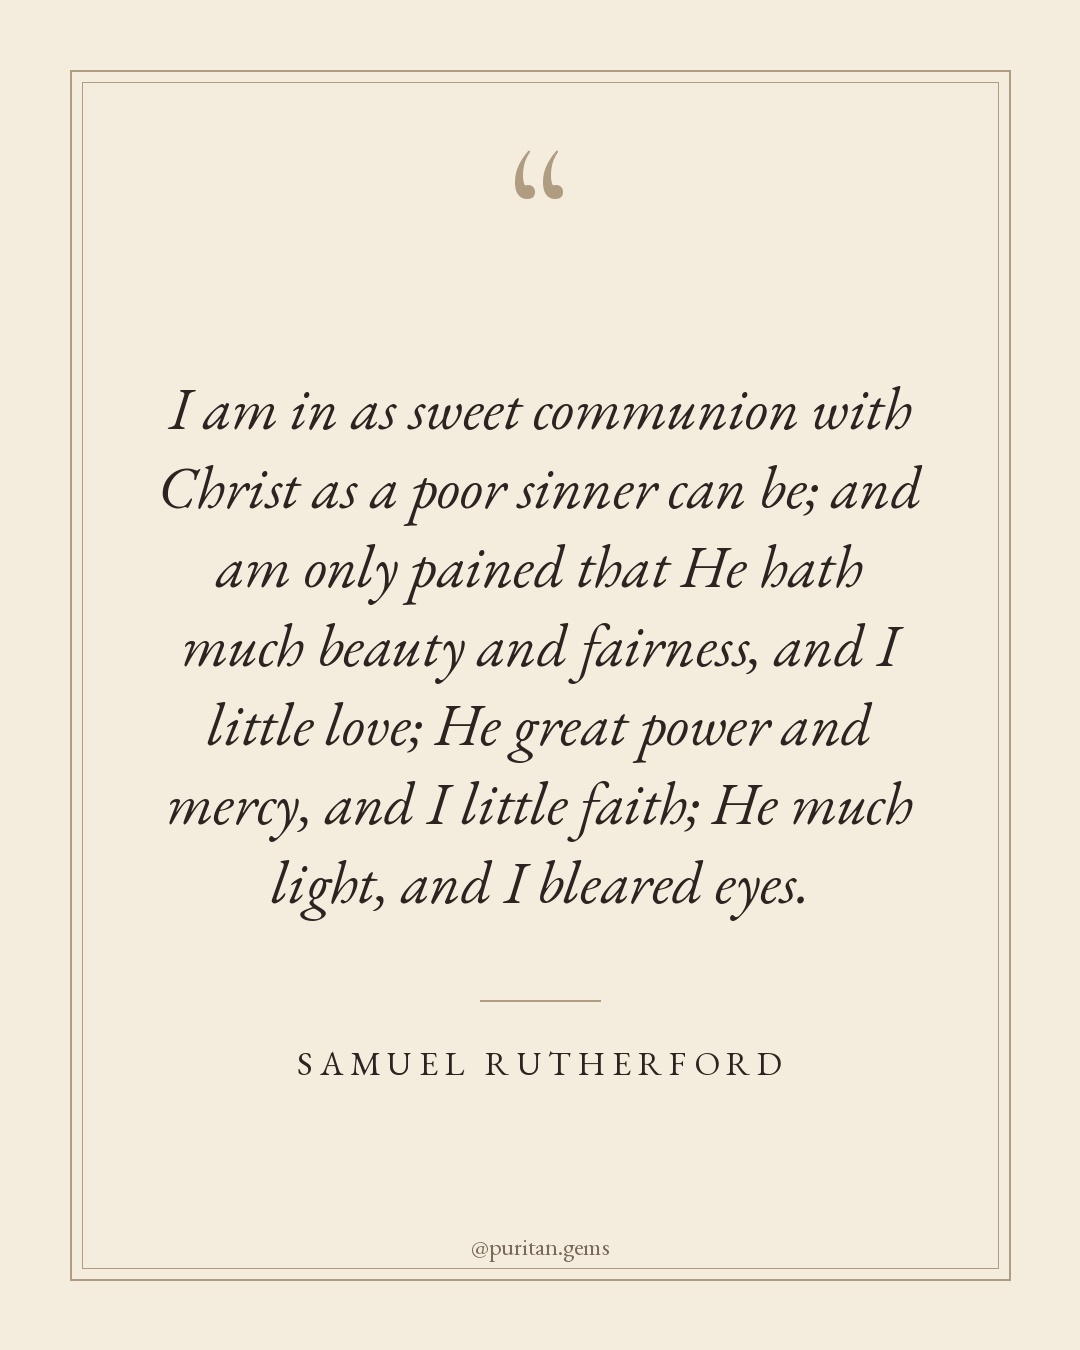 “
I am in as sweet communion with
Christ as a poor sinner can be; and
am only pained that He hath
much beauty and fairness, and I
little love; He great power and
mercy, and I little faith; He much
light, and I bleared eyes.
SAMUEL RUTHERFORD
@puritan.gems